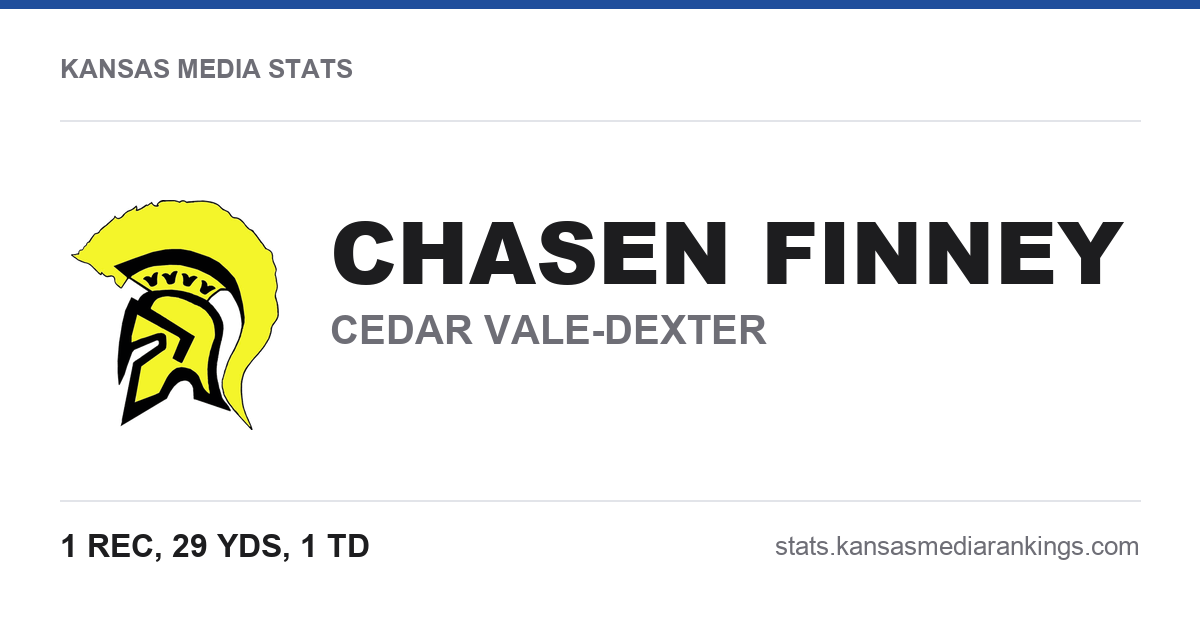 KANSAS MEDIA STATS
CHASEN FINNEY
CEDAR VALE-DEXTER
1 REC, 29 YDS, 1 TD
stats.kansasmediarankings.com